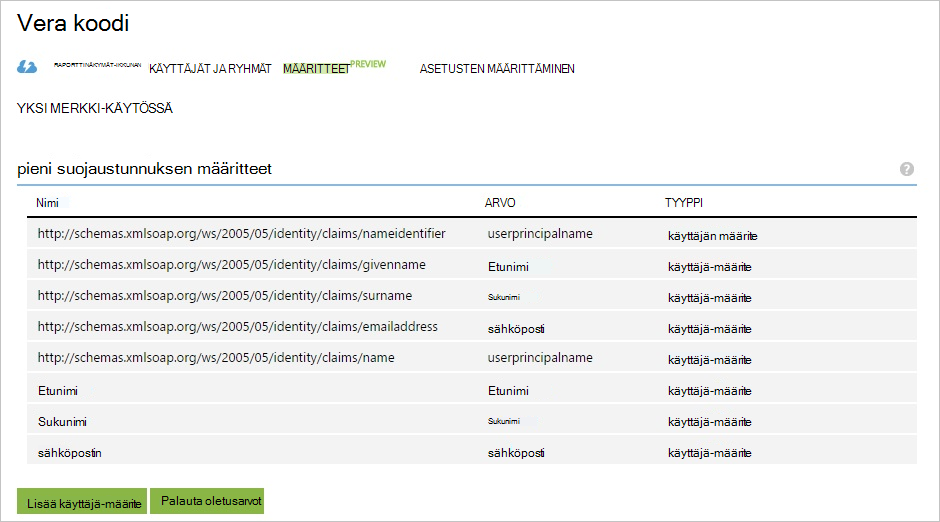 Vera koodi
RAPORTTINÄKYMÄT-IKKUNAN KÄYTTÄJÄT JA RYHMÄT MÄÄRITTEET PREVIEW ASETUSTEN MÄÄRITTÄMINEN
YKSI MERKKI-KÄYTÖSSÄ
pieni suojaustunnuksen määritteet ?
Nimi ARVO TYYPPI
http://schemas.xmlsoap.org/ws/2005/05/identity/claims/nameidentifier userprincipalname käyttäjän määrite
http://schemas.xmlsoap.org/ws/2005/05/identity/claims/givenname Etunimi käyttäjä-määrite
http://schemas.xmlsoap.org/ws/2005/05/identity/claims/surname Sukunimi käyttäjä-määrite
http://schemas.xmlsoap.org/ws/2005/05/identity/claims/emailaddress sähköposti käyttäjä-määrite
http://schemas.xmlsoap.org/ws/2005/05/identity/claims/name userprincipalname käyttäjä-määrite
Etunimi Etunimi käyttäjä-määrite
Sukunimi Sukunimi käyttäjä-määrite
sähköpostin sähköposti käyttäjä-määrite
Lisää käyttäjä-määrite Palauta oletusarvot